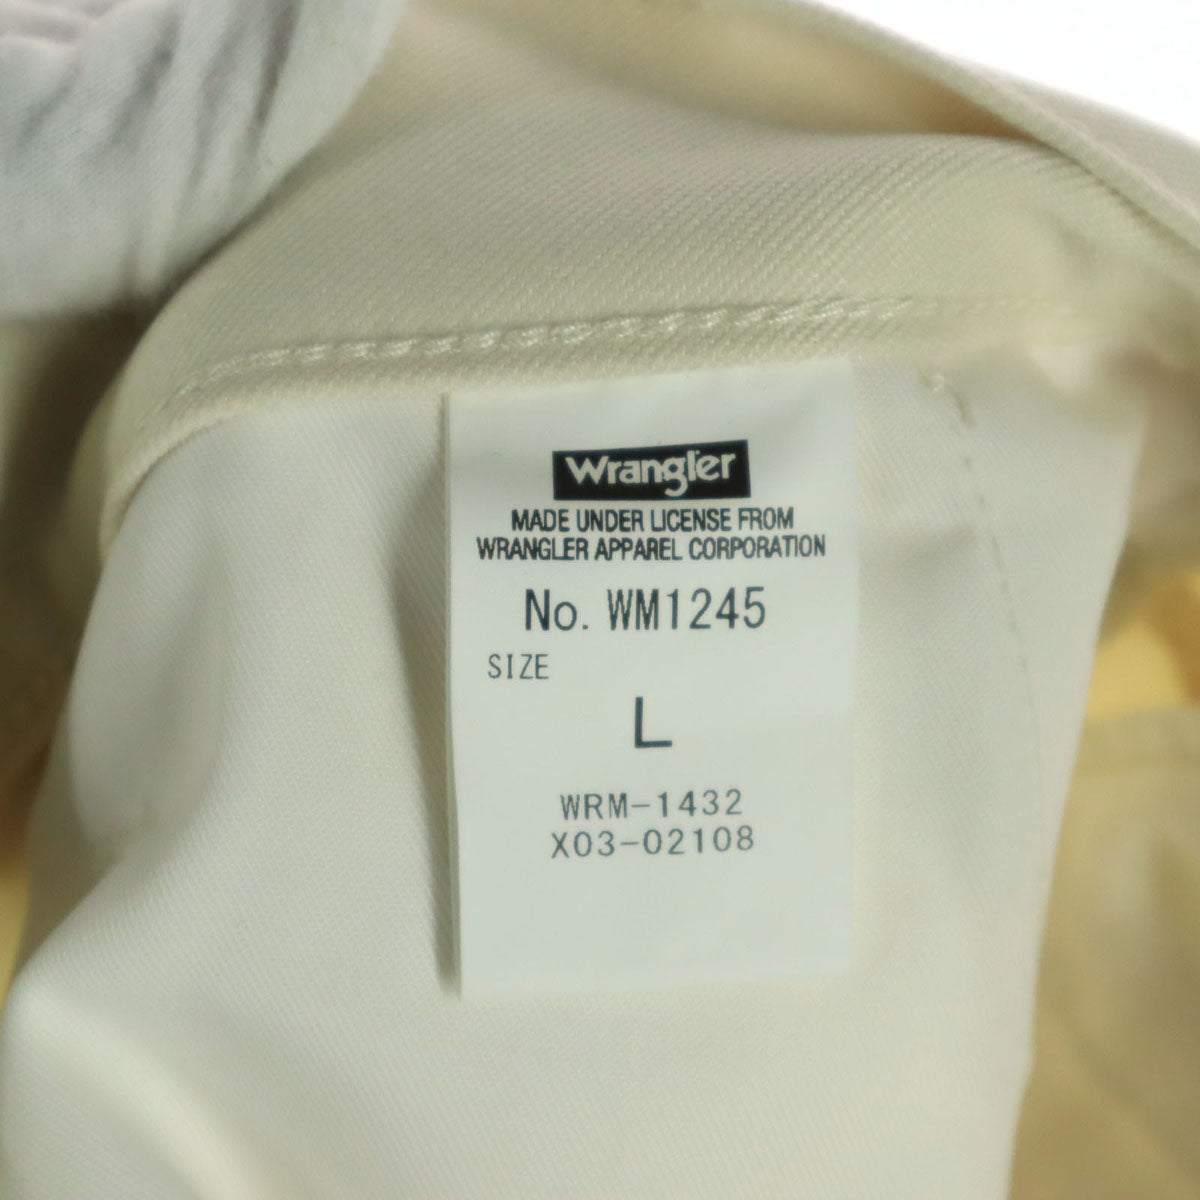 Wrangler
MADE UNDER LICENSE FROM
WRANGLER APPAREL CORPORATION
No. WM1245
SIZE
L
WRM-1432
X03-02108